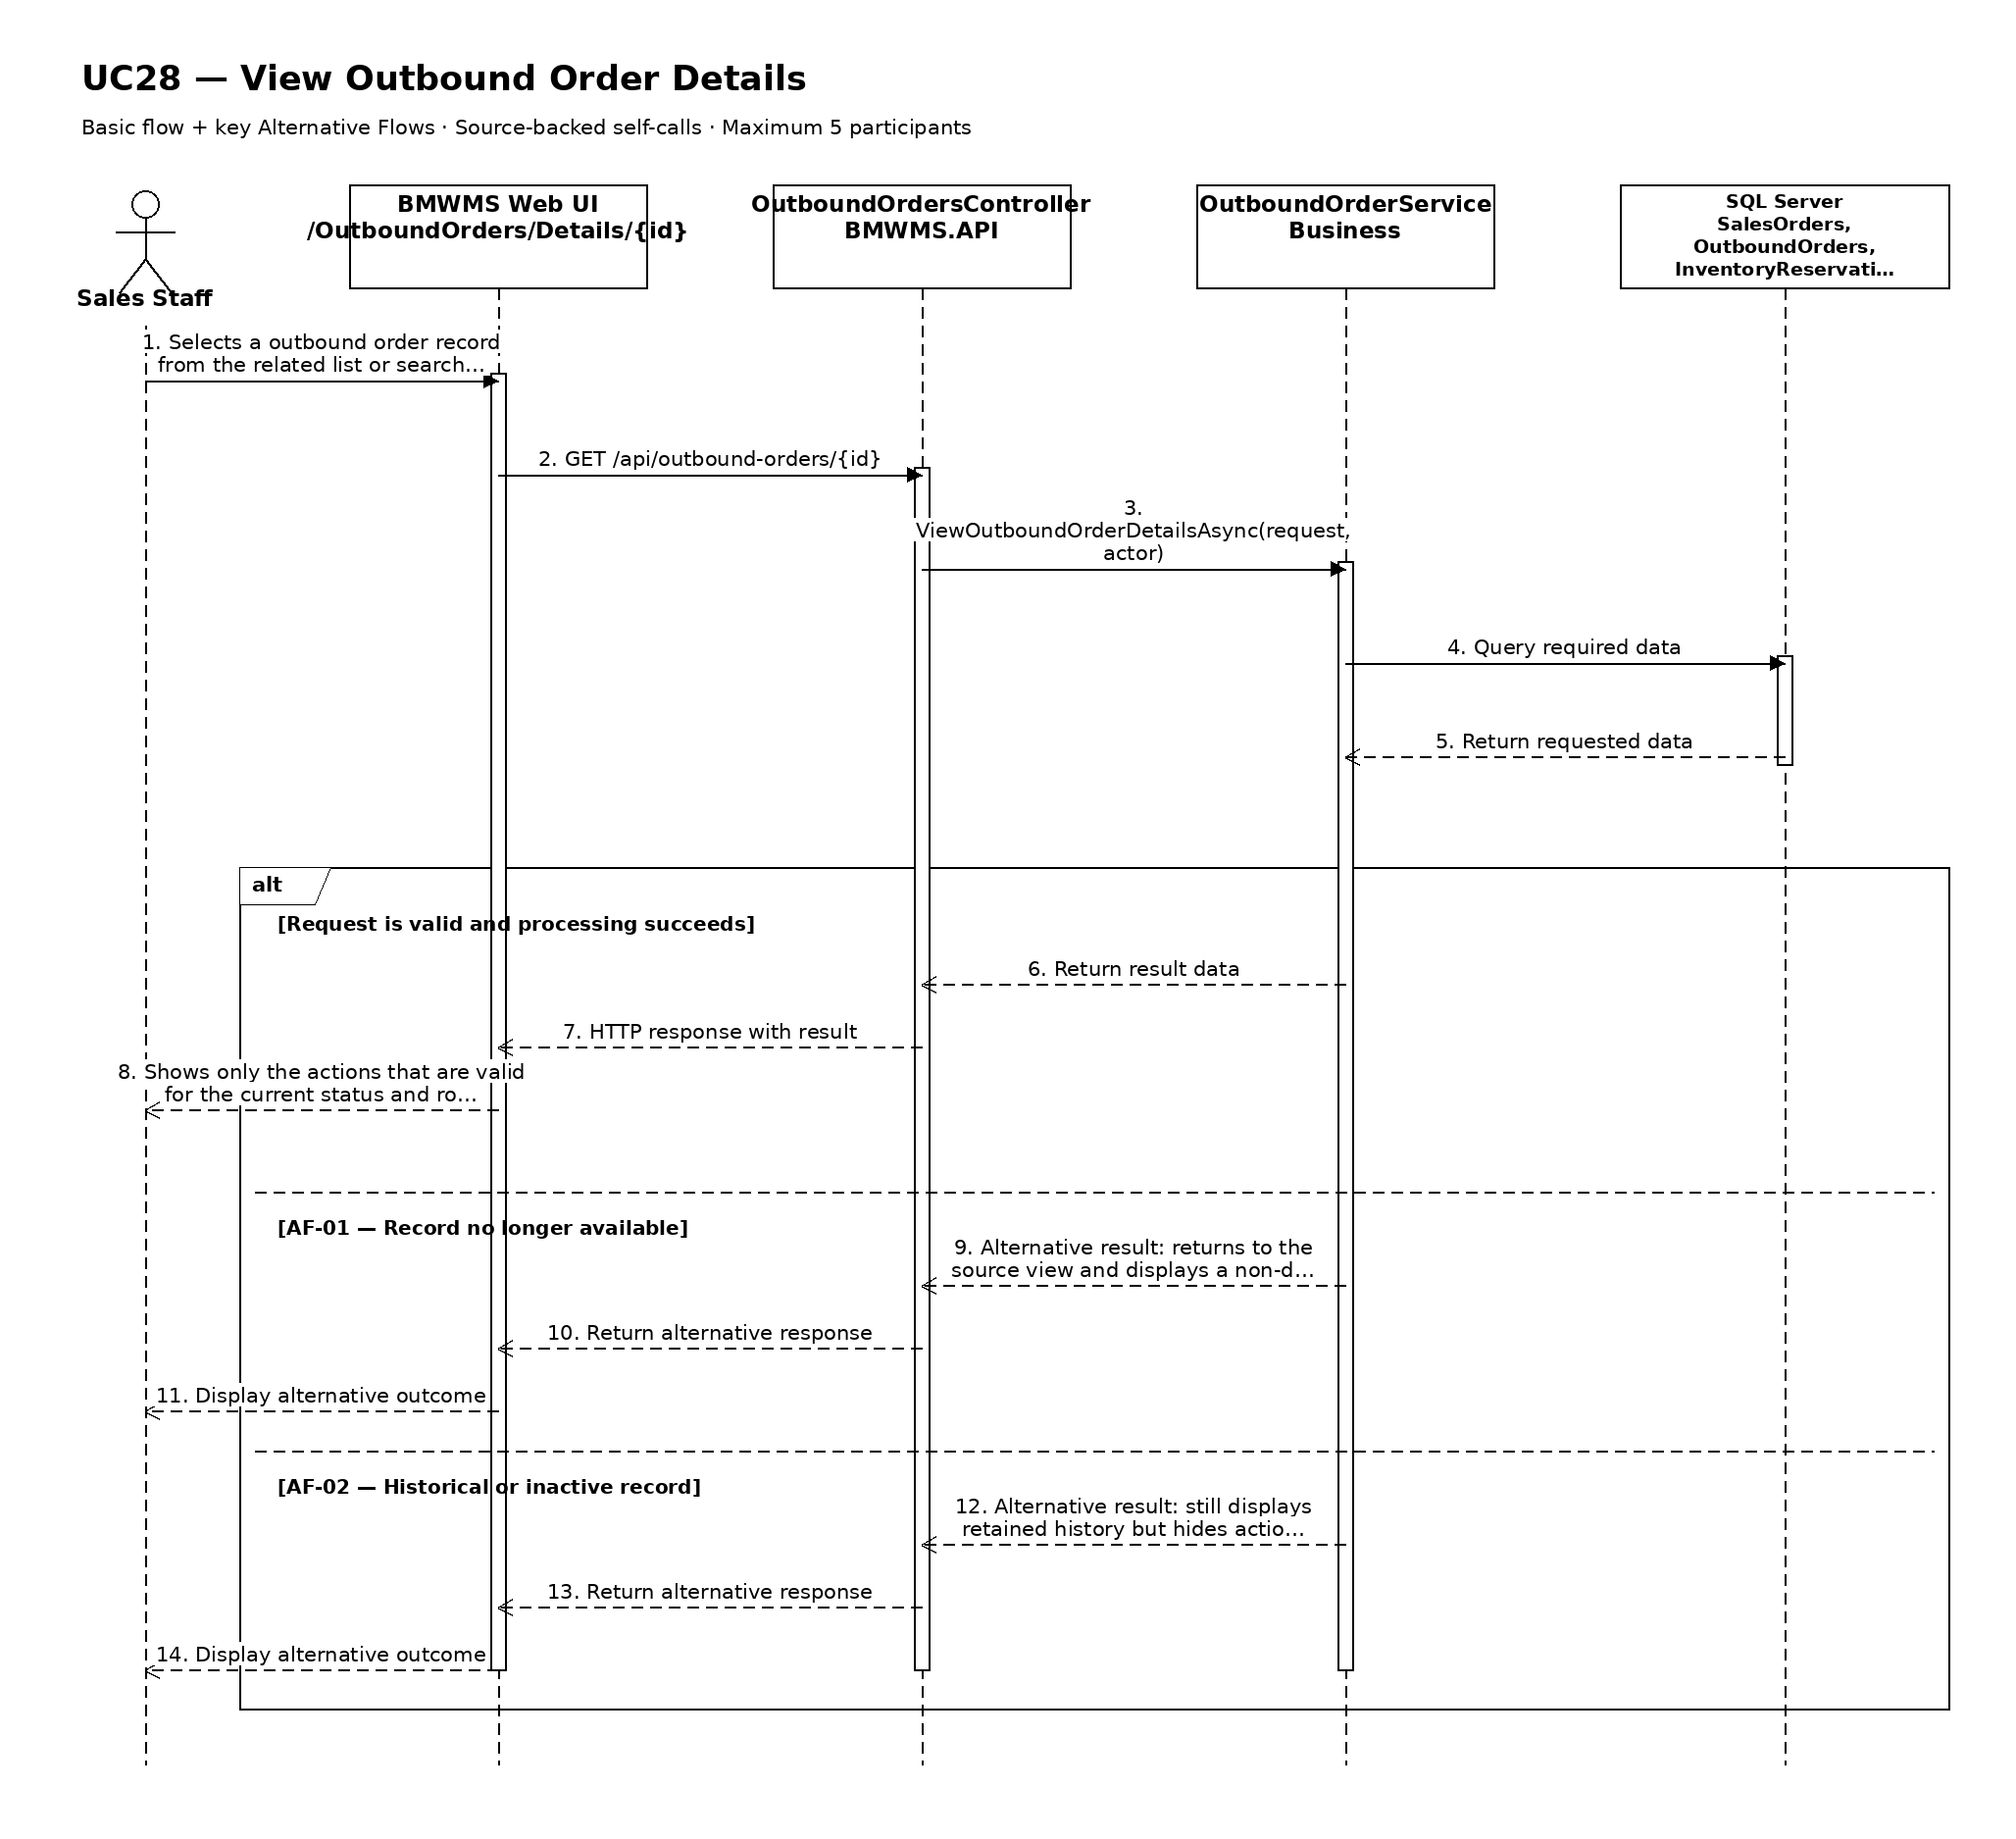 UC28 — View Outbound Order Details
Basic flow + key Alternative Flows · Source-backed self-calls · Maximum 5 participants
Sales Staff
BMWMS Web UI
/OutboundOrders/Details/{id}
OutboundOrdersController
BMWMS.API
OutboundOrderService
Business
SQL Server
SalesOrders,
OutboundOrders,
InventoryReservati…
1. Selects a outbound order record
from the related list or search…
2. GET /api/outbound-orders/{id}
3.
ViewOutboundOrderDetailsAsync(request,
actor)
4. Query required data
5. Return requested data
alt
[Request is valid and processing succeeds]
6. Return result data
7. HTTP response with result
8. Shows only the actions that are valid
for the current status and ro…
[AF-01 — Record no longer available]
9. Alternative result: returns to the
source view and displays a non-d…
10. Return alternative response
11. Display alternative outcome
[AF-02 — Historical or inactive record]
12. Alternative result: still displays
retained history but hides actio…
13. Return alternative response
14. Display alternative outcome